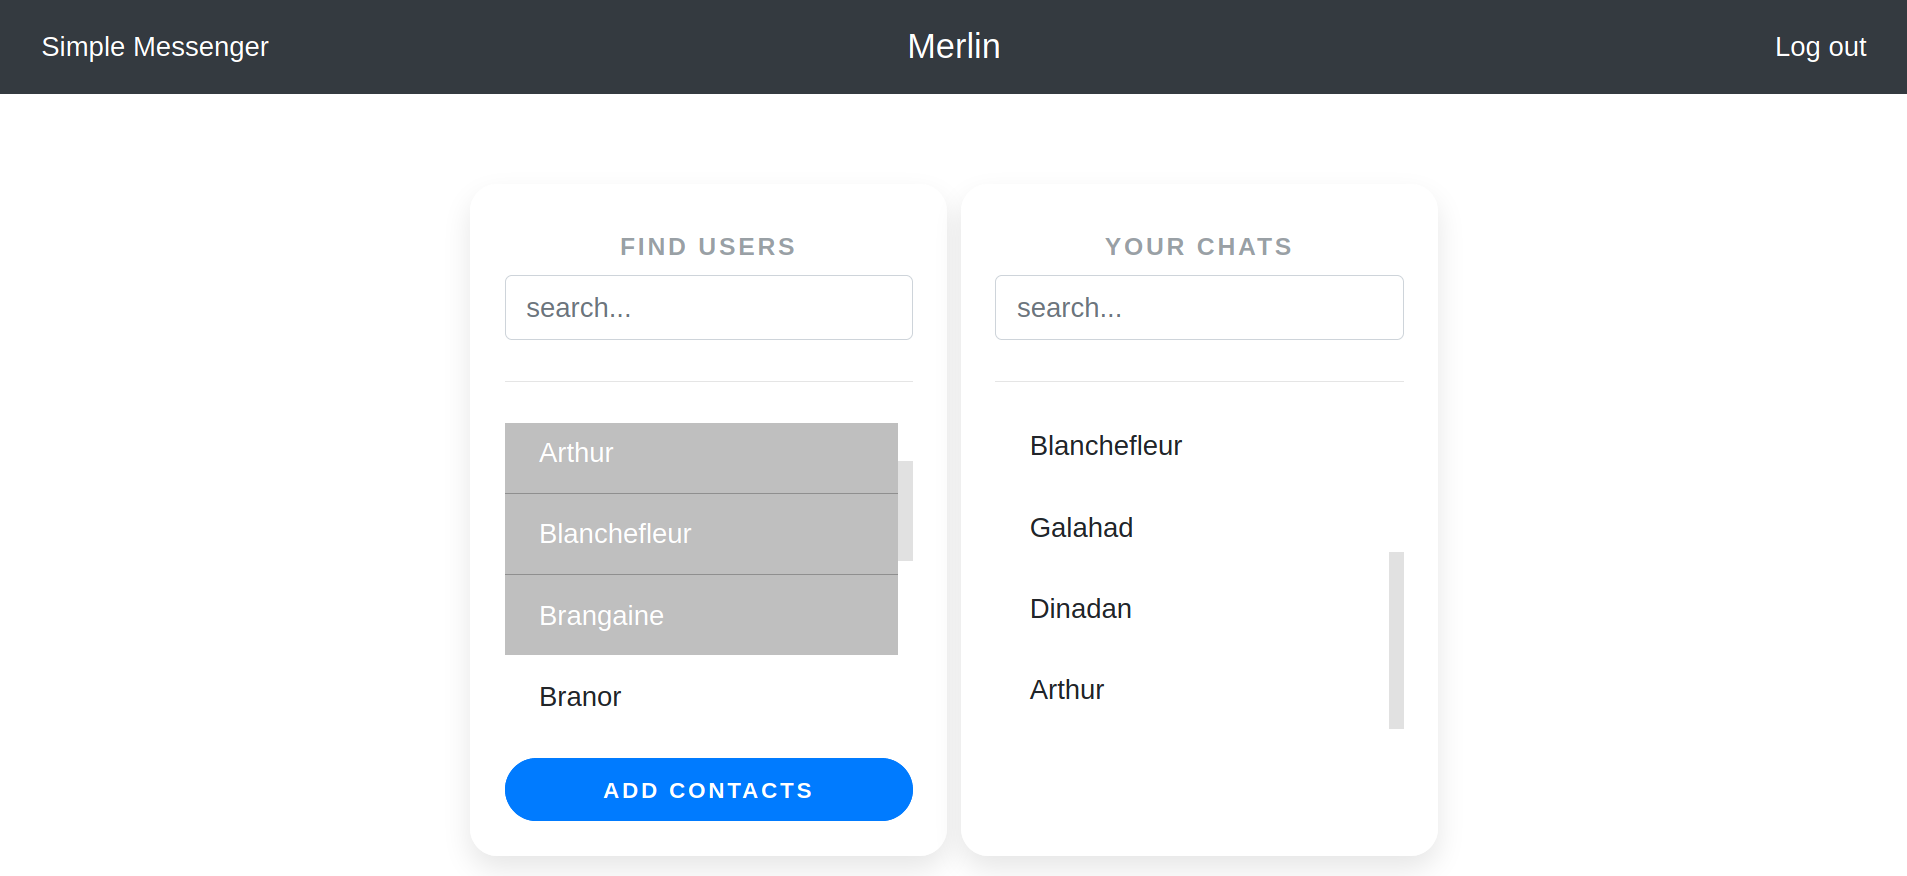 Simple Messenger
Merlin
Log out
FIND USERS
search...
Arthur
Blanchefleur
Brangaine
Branor
ADD CONTACTS
YOUR CHATS
search...
Blanchefleur
Galahad
Dinadan
Arthur